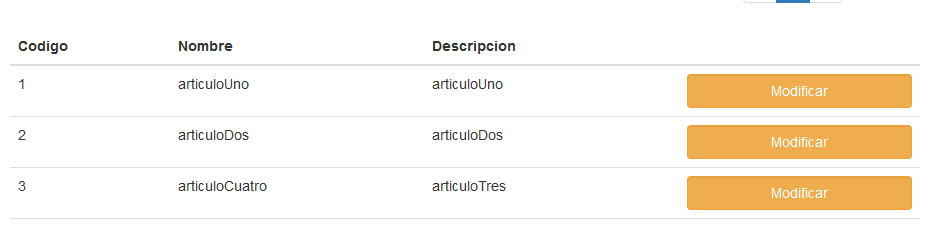 Codigo Nombre Descripcion
1 articuloUno articuloUno Modificar
2 articuloDos articuloDos Modificar
3 articuloCuatro articuloTres Modificar